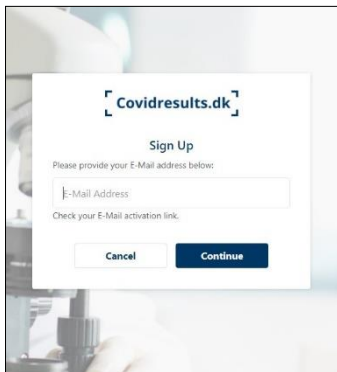 Covidresults.dk
Sign Up
Please provide your E-Mail address below:
E-Mail Address
Check your E-Mail activation link.
Cancel
Continue